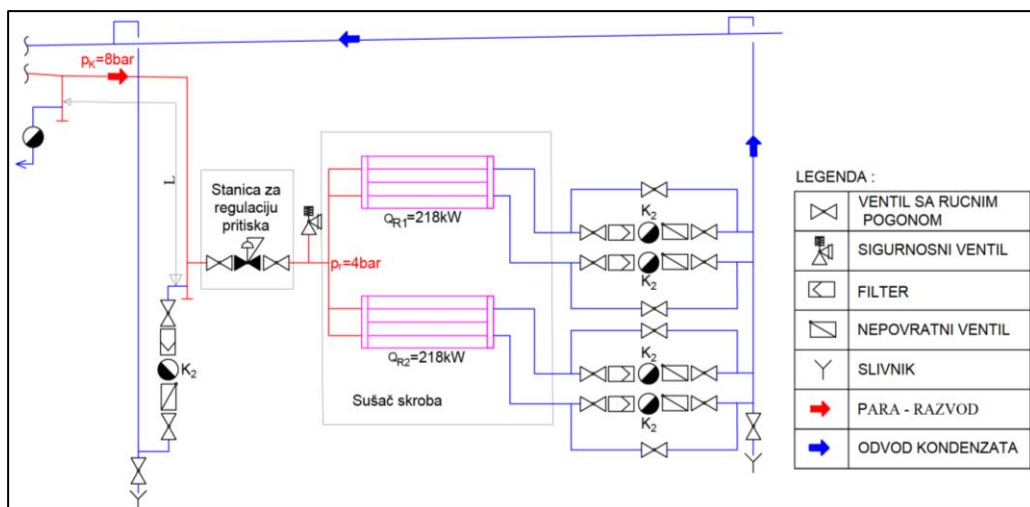 pK=8bar
L
Stanica za
regulaciju
pritiska
pr=4bar
QR1=218kW
QR2=218kW
Sušač skroba
K2
K2
K2
K2
K2
LEGENDA :
VENTIL SA RUCNIM
POGONOM
SIGURNOSNI VENTIL
FILTER
NEPOVRATNI VENTIL
SLIVNIK
PARA - RAZVOD
ODVOD KONDENZATA